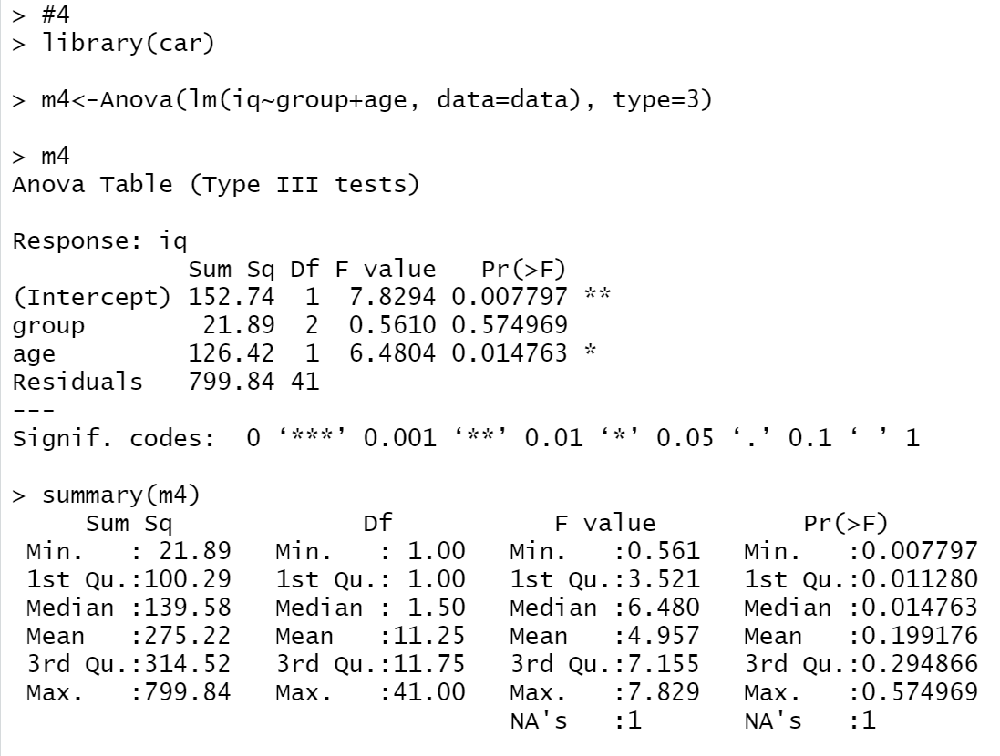 > #4
> library(car)
> m4<-Anova(lm(iq~group+age, data=data), type=3)
> m4
Anova Table (Type III tests)
Response: iq
            Sum Sq Df F value   Pr(>F)
(Intercept) 152.74  1  7.8294 0.007797 **
group        21.89  2  0.5610 0.574969
age         126.42  1  6.4804 0.014763 *
Residuals   799.84 41
---
Signif. codes:  0 ‘***’ 0.001 ‘**’ 0.01 ‘*’ 0.05 ‘.’ 0.1 ‘ ’ 1
> summary(m4)
     Sum Sq             Df           F value          Pr(>F)
 Min.   : 21.89   Min.   : 1.00   Min.   :0.561   Min.   :0.007797
 1st Qu.:100.29   1st Qu.: 1.00   1st Qu.:3.521   1st Qu.:0.011280
 Median :139.58   Median : 1.50   Median :6.480   Median :0.014763
 Mean   :275.22   Mean   :11.25   Mean   :4.957   Mean   :0.199176
 3rd Qu.:314.52   3rd Qu.:11.75   3rd Qu.:7.155   3rd Qu.:0.294866
 Max.   :799.84   Max.   :41.00   Max.   :7.829   Max.   :0.574969
                                  NA's   :1       NA's   :1